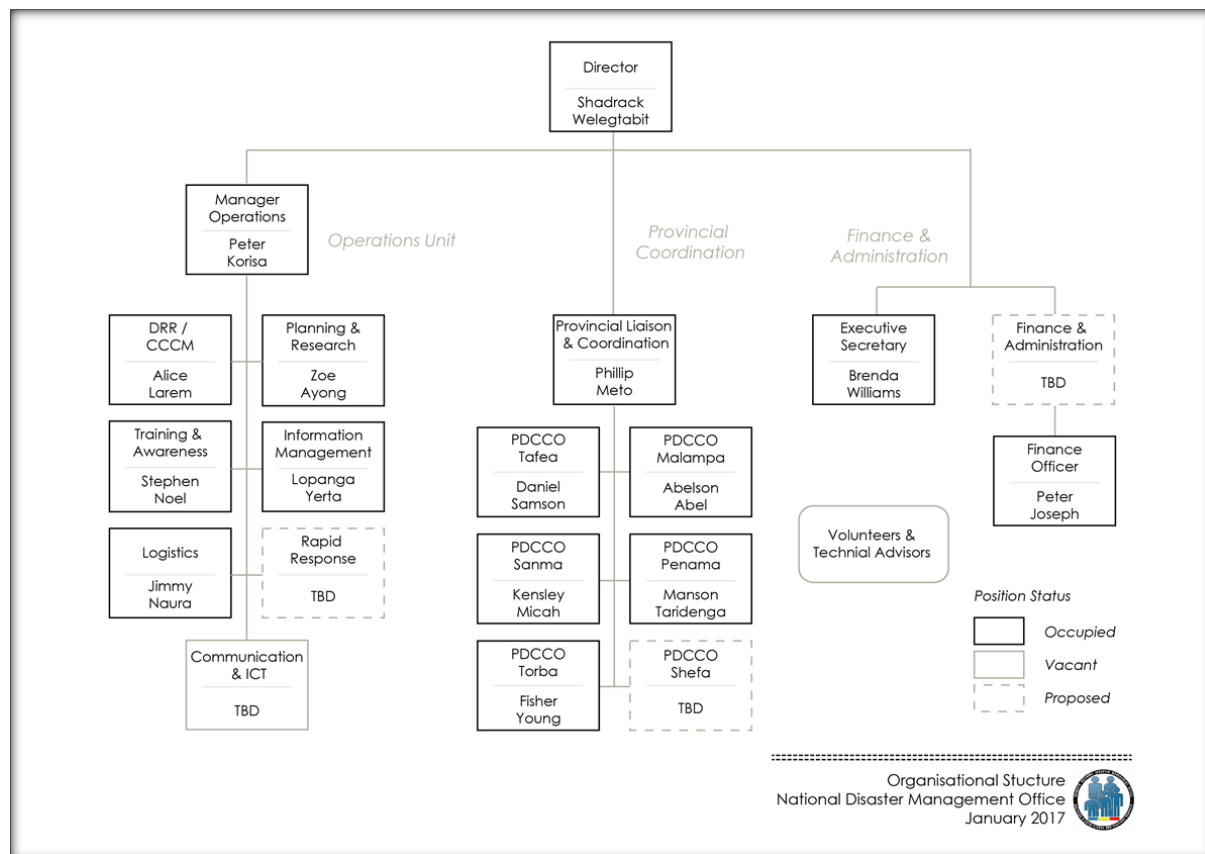 Director
Shadrack
Welegtabit
Manager
Operations
Peter
Korisa
Operations Unit
Provincial
Coordination
Finance &
Administration
DRR /
CCCM
Alice
Larem
Planning &
Research
Zoe
Ayong
Training &
Awareness
Stephen
Noel
Information
Management
Lopanga
Yerta
Logistics
Jimmy
Naura
Rapid
Response
TBD
Communication
& ICT
TBD
Provincial Liaison
& Coordination
Phillip
Meto
PDCCO
Tafea
Daniel
Samson
PDCCO
Malampa
Abelson
Abel
PDCCO
Sanma
Kensley
Micah
PDCCO
Penama
Manson
Taridenga
PDCCO
Torba
Fisher
Young
PDCCO
Shefa
TBD
Executive
Secretary
Brenda
Williams
Finance &
Administration
TBD
Finance
Officer
Peter
Joseph
Volunteers &
Technial Advisors
Position Status
Occupied
Vacant
Proposed
Organisational Stucture
National Disaster Management Office
January 2017